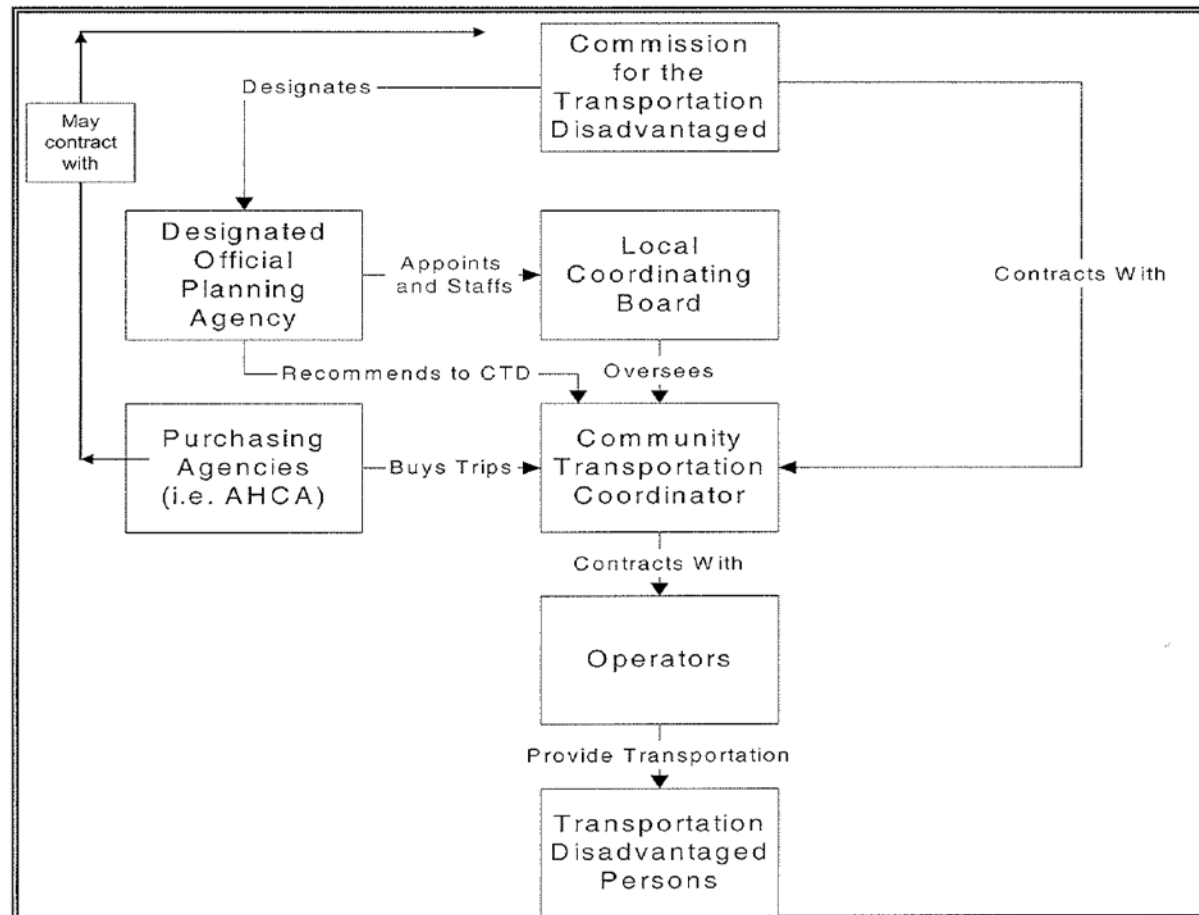 Commission
for the
Transportation
Disadvantaged
Designates
May
contract
with
Designated
Official
Planning
Agency
Appoints
and Staffs
Local
Coordinating
Board
Contracts With
Recommends to CTD
Oversees
Purchasing
Agencies
(i.e. AHCA)
Buys Trips
Community
Transportation
Coordinator
Contracts With
Operators
Provide Transportation
Transportation
Disadvantaged
Persons